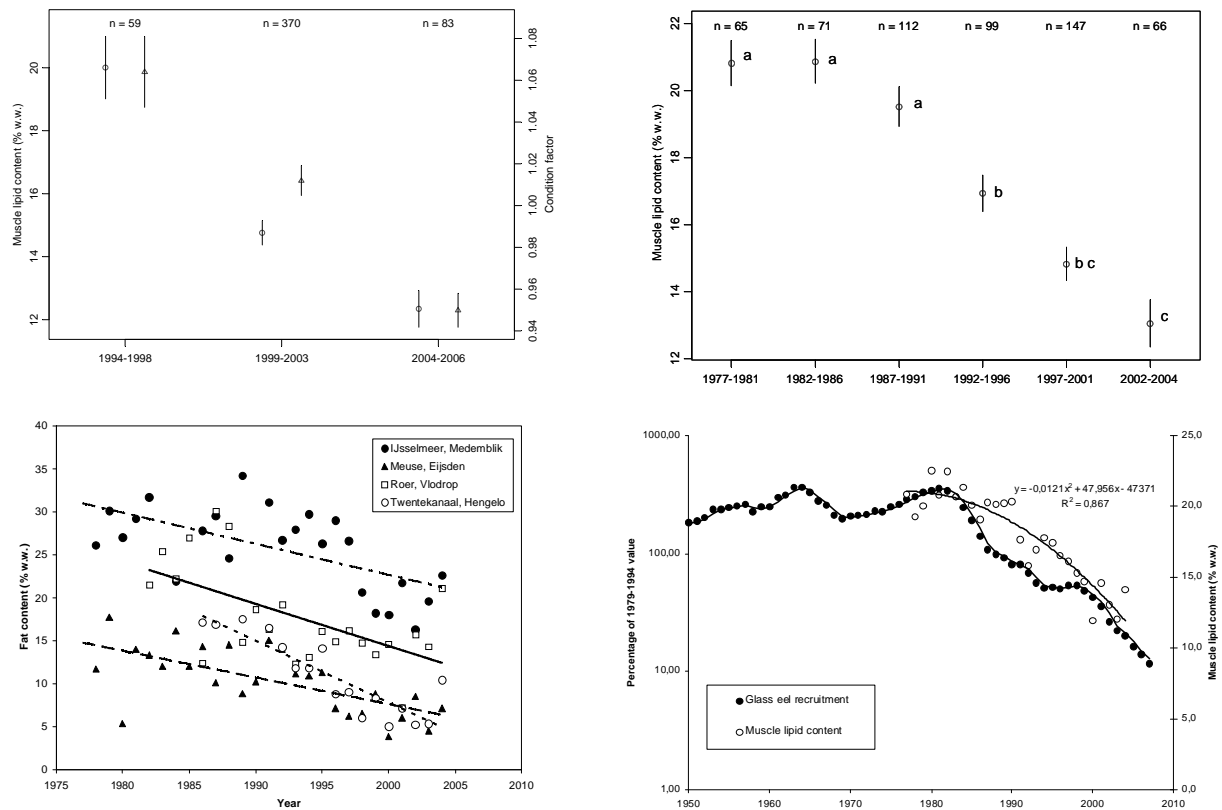 n = 59 n = 370 n = 83
Muscle lipid content (% w.w.)
20
18
16
14
12
1.08
1.06
1.04
1.02
1.00
0.98
0.96
0.94
Condition factor
1994-1998 1999-2003 2004-2006
n = 65 n = 71 n = 112 n = 99 n = 147 n = 66
Muscle lipid content (% w.w.)
22
20
18
16
14
12
a
a
a
b
b c
c
1977-1981 1982-1986 1987-1991 1992-1996 1997-2001 2002-2004
Fat content (% w.w.)
40
35
30
25
20
15
10
5
0
IJsselmeer, Medemblik
Meuse, Eijsden
Roer, Vlodrop
Twentekanaal, Hengelo
1975 1980 1985 1990 1995 2000 2005 2010
Year
Percentage of 1979-1994 value
1000,00
100,00
10,00
1,00
y = -0,0121x² + 47,956x - 47371
R² = 0,867
Glass eel recruitment
Muscle lipid content
25,0
20,0
15,0
10,0
5,0
0,0
Muscle lipid content (% w.w.)
1950 1960 1970 1980 1990 2000 2010